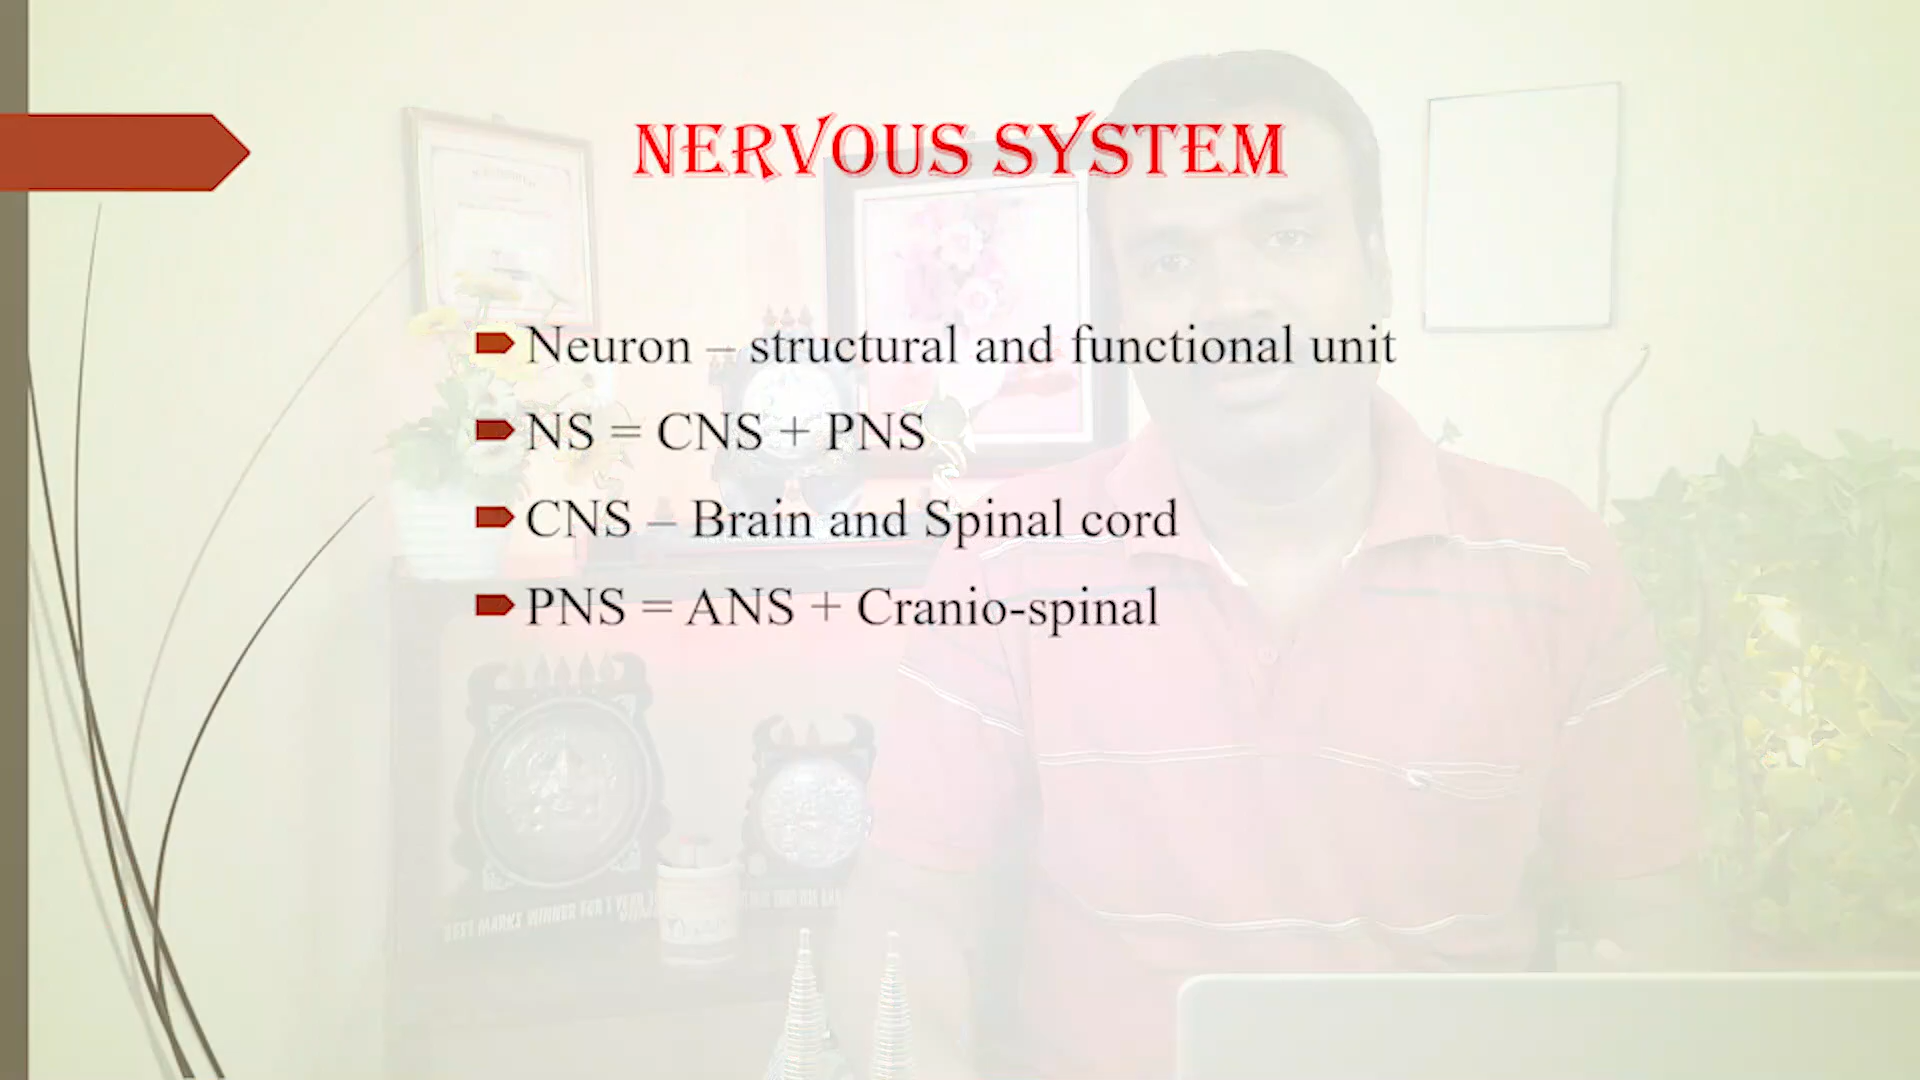 NERVOUS SYSTEM
Neuron – structural and functional unit
NS = CNS + PNS
CNS – Brain and Spinal cord
PNS = ANS + Cranio-spinal